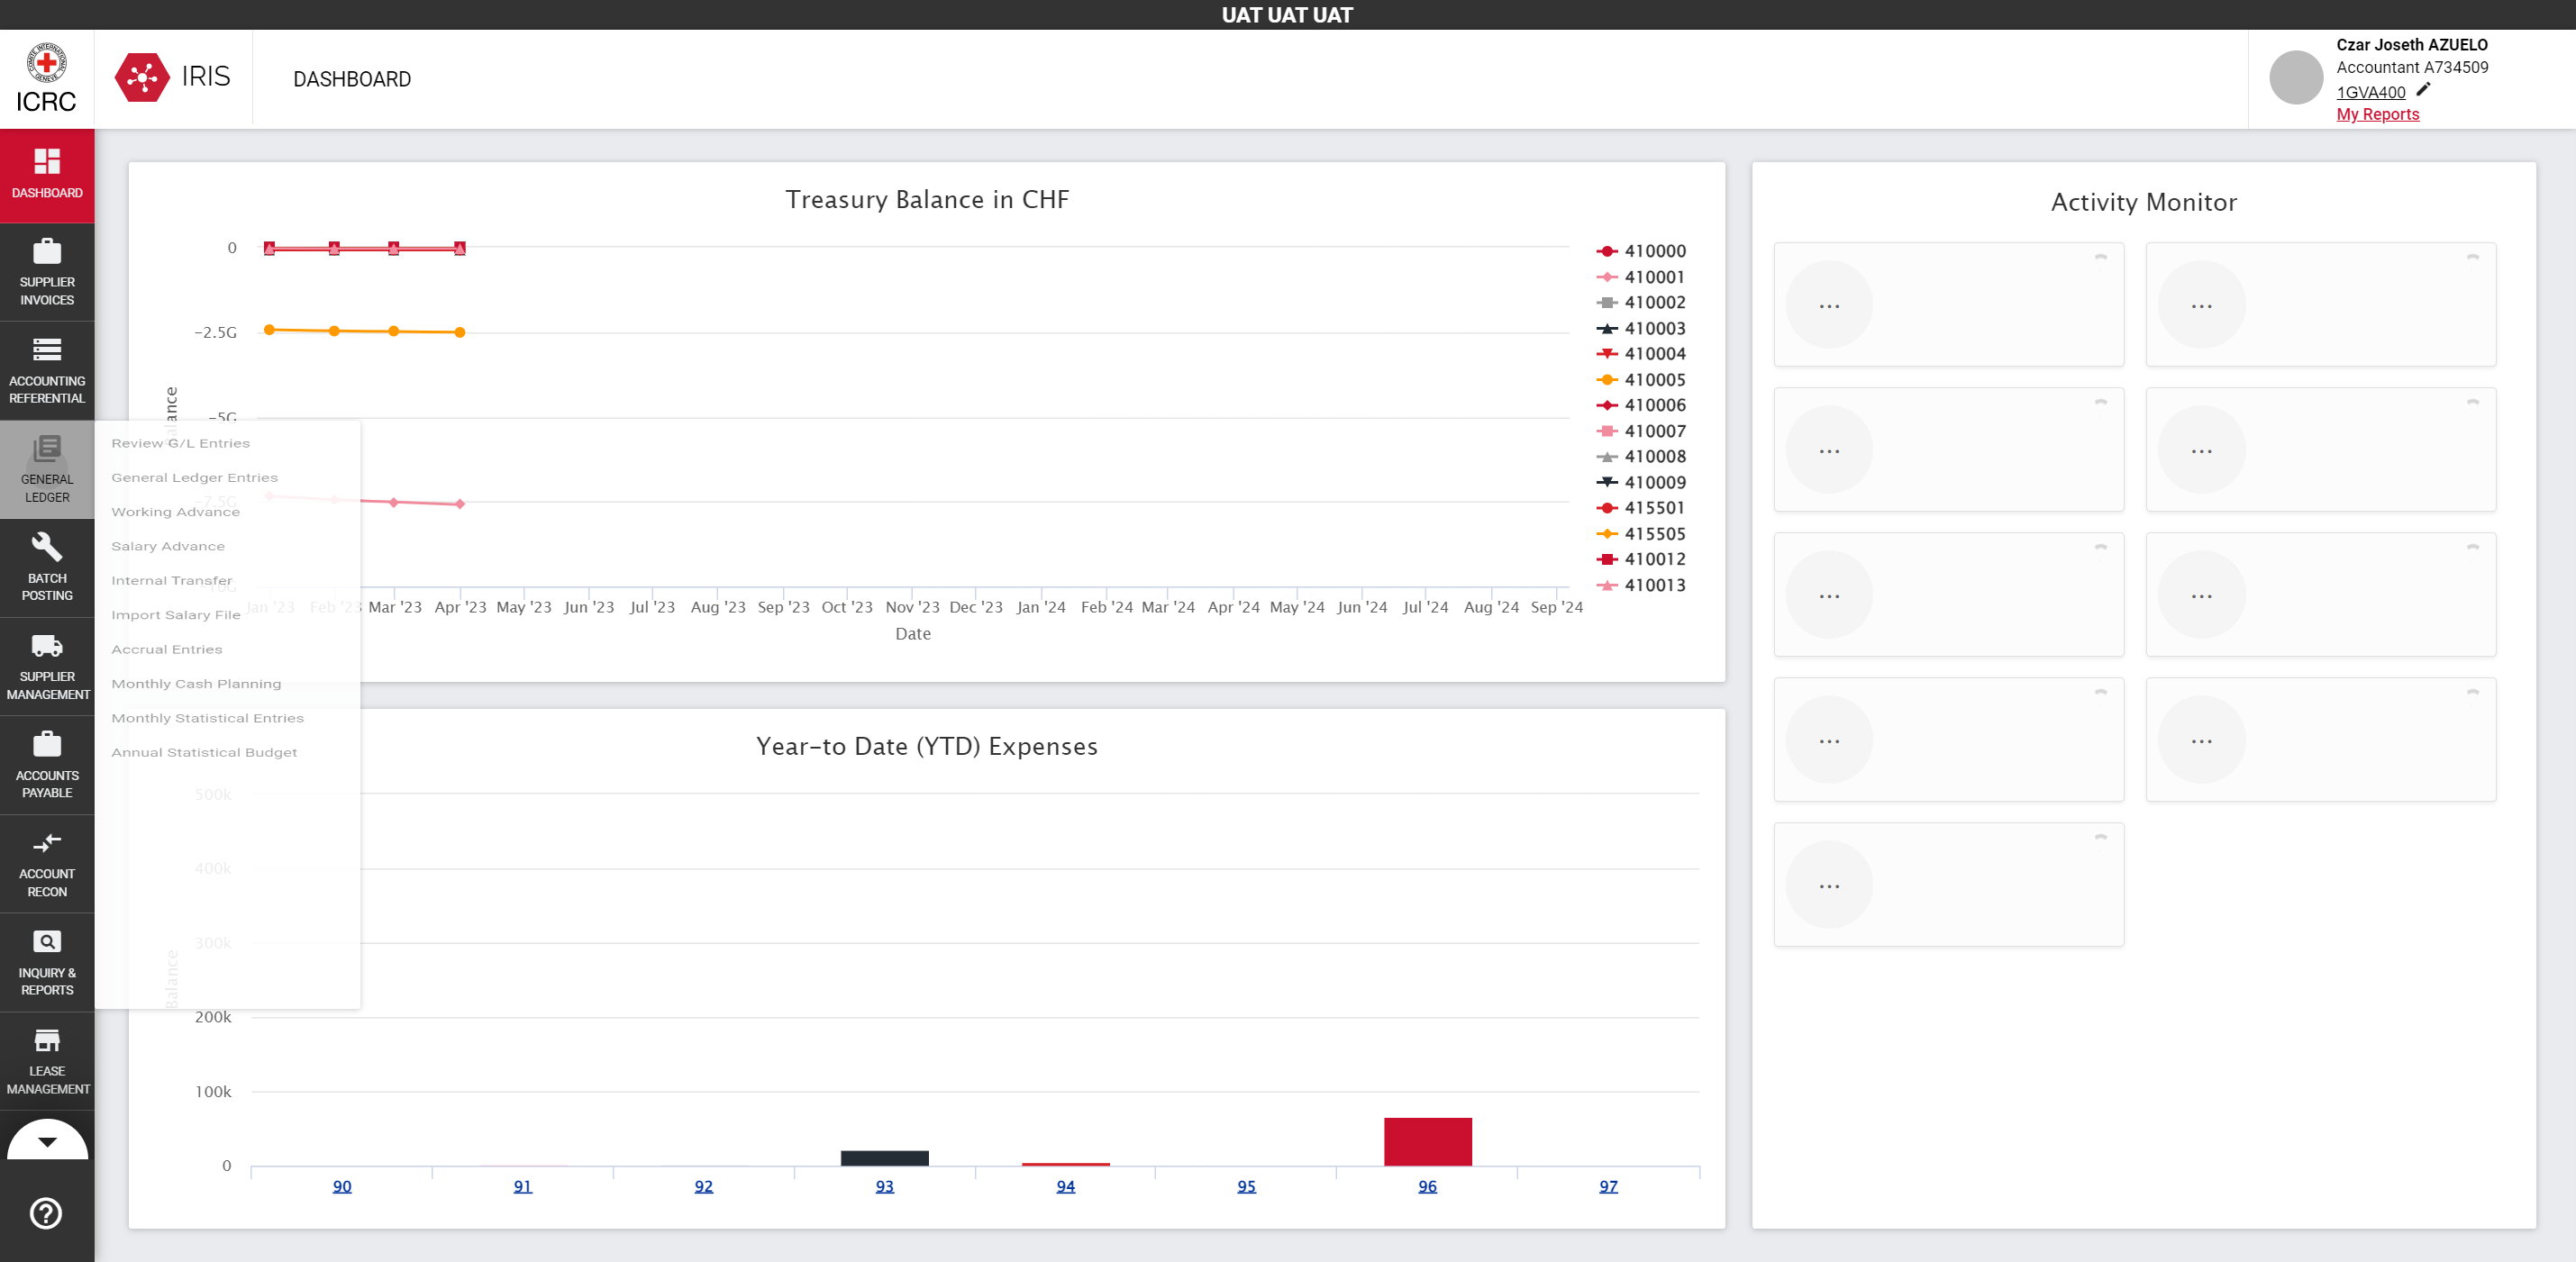 UAT UAT UAT
ICRC
IRIS
DASHBOARD
Czar Joseth AZUELO
Accountant A734509
1GVA400
My Reports
DASHBOARD
SUPPLIER
INVOICES
ACCOUNTING
REFERENTIAL
GENERAL
LEDGER
BATCH
POSTING
SUPPLIER
MANAGEMENT
ACCOUNTS
PAYABLE
ACCOUNT
RECON
INQUIRY &
REPORTS
LEASE
MANAGEMENT
Review G/L Entries
General Ledger Entries
Working Advance
Salary Advance
Internal Transfer
Import Salary File
Accrual Entries
Monthly Cash Planning
Monthly Statistical Entries
Annual Statistical Budget
Treasury Balance in CHF
0
-2.5G
-5G
-7.5G
Balance
410000
410001
410002
410003
410004
410005
410006
410007
410008
410009
415501
415505
410012
410013
Jan '23 Feb '23 Mar '23 Apr '23 May '23 Jun '23 Jul '23 Aug '23 Sep '23 Oct '23 Nov '23 Dec '23 Jan '24 Feb '24 Mar '24 Apr '24 May '24 Jun '24 Jul '24 Aug '24 Sep '24
Date
Year-to Date (YTD) Expenses
500k
400k
300k
200k
100k
0
Balance
90 91 92 93 94 95 96 97
Activity Monitor
... ...
... ...
... ...
... ...
...